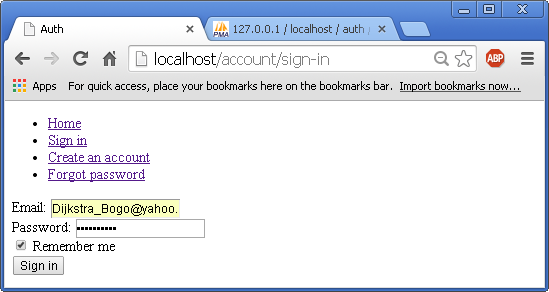 Auth
PMA 127.0.0.1 / localhost / auth
localhost/account/sign-in
ABP
Apps For quick access, place your bookmarks here on the bookmarks bar. Import bookmarks now...
Home
Sign in
Create an account
Forgot password
Email: Dijkstra_Bogo@yahoo.
Password: ••••••••••
Remember me
Sign in